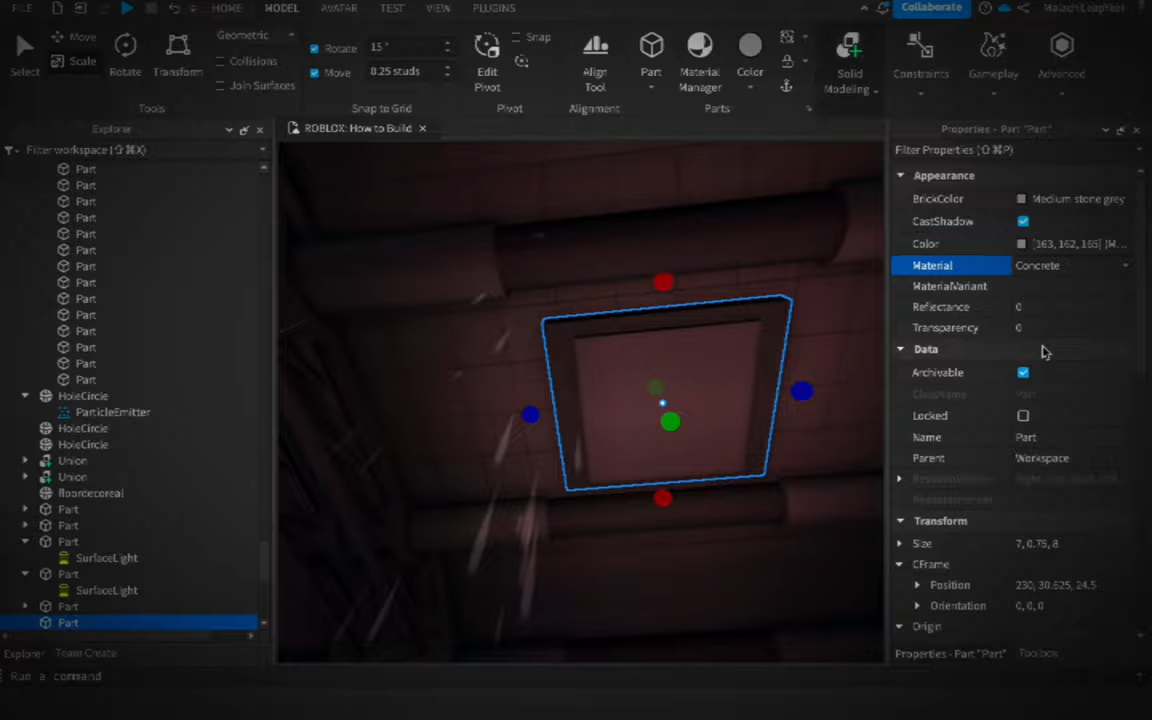 FILE HOME MODEL AVATAR TEST VIEW PLUGINS Collaborate
Select
Move
Scale
Rotate
Transform
Geometric
Collisions
Join Surfaces
Tools
Rotate 15 °
Move 0.25 studs
Snap to Grid
Edit
Pivot
Snap
Pivot
Align
Tool
Alignment
Part
Material
Manager
Color
Parts
Solid
Modeling
Constraints
Gameplay
Advanced
Explorer
Filter workspace (⇧⌘X)
Part
Part
Part
Part
Part
Part
Part
Part
Part
Part
Part
Part
Part
Part
HoleCircle
ParticleEmitter
HoleCircle
HoleCircle
Union
Union
floordecoreal
Part
Part
Part
SurfaceLight
Part
SurfaceLight
Part
Part
Explorer Team Create
Run a command
ROBLOX: How to Build
Properties - Part "Part"
Filter Properties (⇧⌘P)
Appearance
BrickColor Medium stone grey
CastShadow
Color [163, 162, 165] (M...
Material Concrete
MaterialVariant
Reflectance 0
Transparency 0
Data
Archivable
ClassName Part
Locked
Name Part
Parent Workspace
Transform
Size 7, 0.75, 8
CFrame
Position 230, 30.625, 24.5
Orientation 0, 0, 0
Origin
Properties - Part "Part" Toolbox